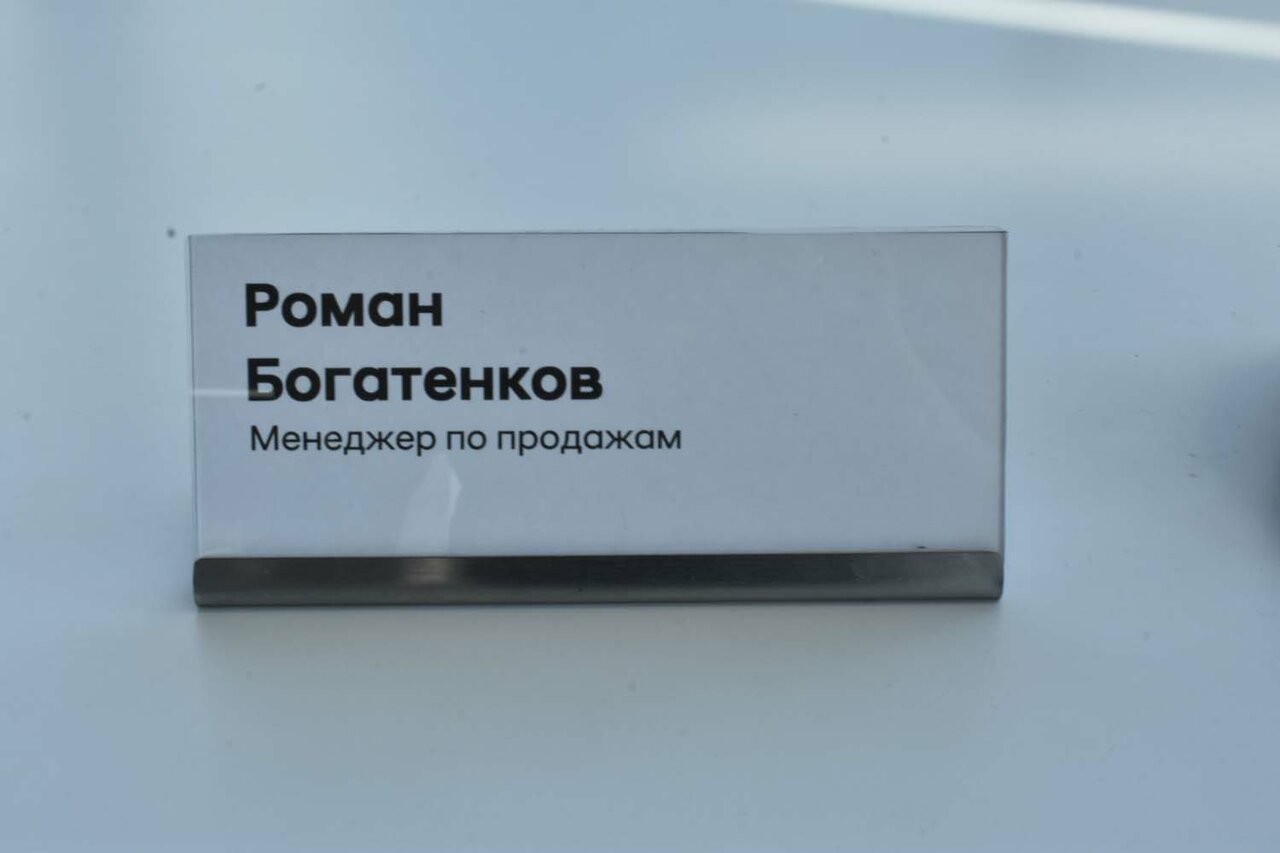 Роман
Богатенков
Менеджер по продажам